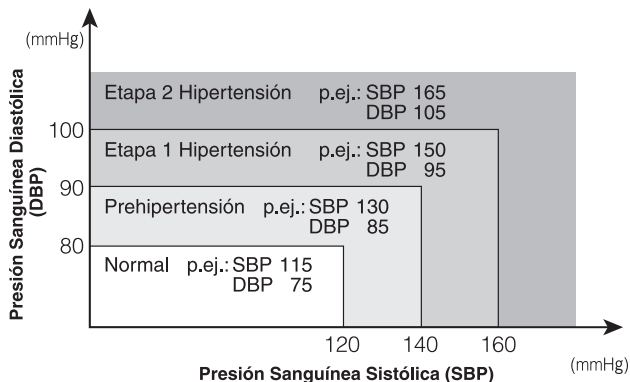 (mmHg)
Presión Sanguínea Diastólica
(DBP)
Etapa 2 Hipertensión p.ej.: SBP 165
DBP 105
100
Etapa 1 Hipertensión p.ej.: SBP 150
DBP 95
90
Prehipertensión p.ej.: SBP 130
DBP 85
80
Normal p.ej.: SBP 115
DBP 75
120 140 160
(mmHg)
Presión Sanguínea Sistólica (SBP)